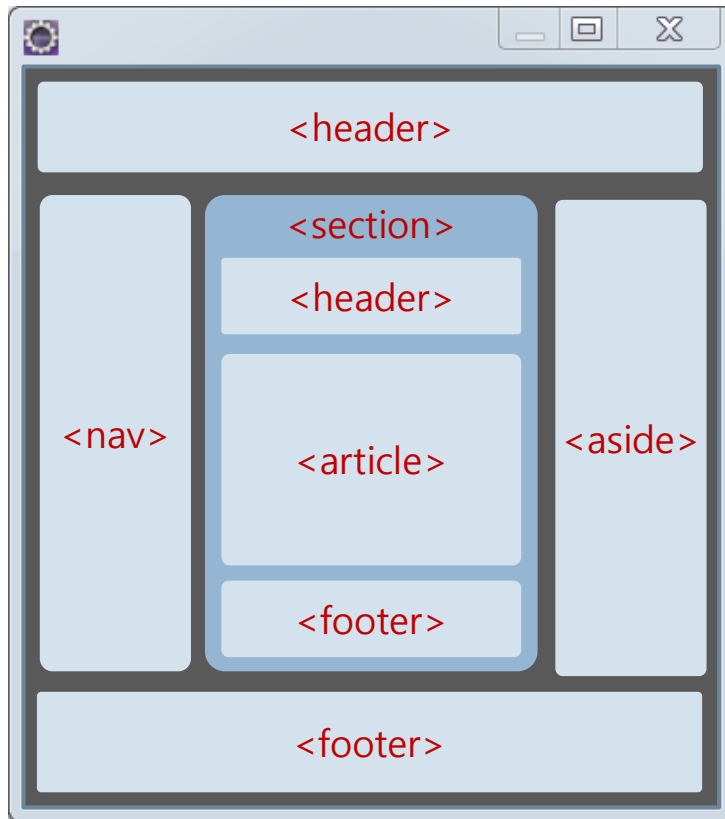 <header>
<nav>
<section>
<header>
<article>
<footer>
<aside>
<footer>